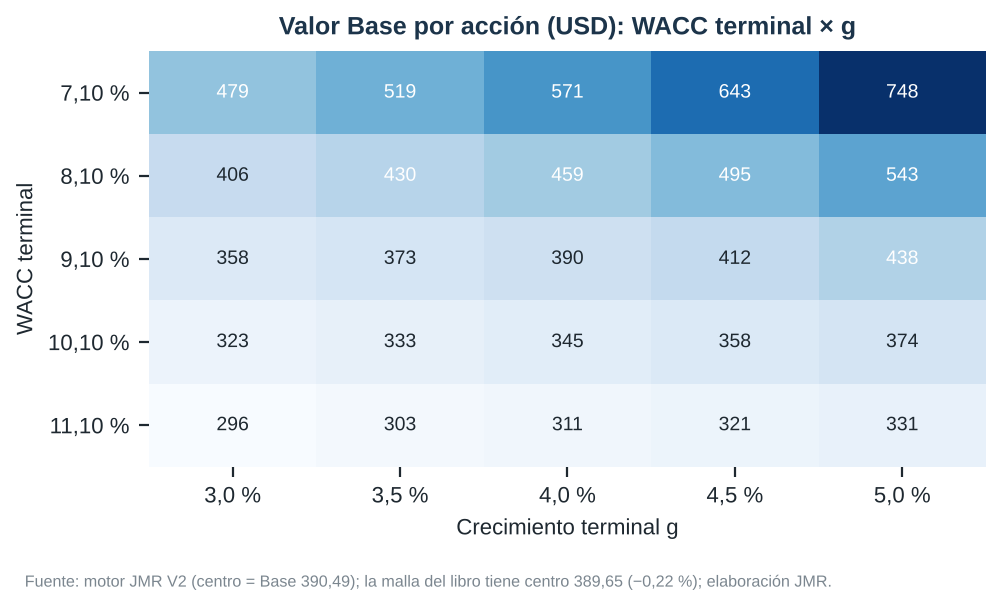 Valor Base por acción (USD): WACC terminal × g
WACC terminal
7,10 % 479 519 571 643 748
8,10 % 406 430 459 495 543
9,10 % 358 373 390 412 438
10,10 % 323 333 345 358 374
11,10 % 296 303 311 321 331
3,0 % 3,5 % 4,0 % 4,5 % 5,0 %
Crecimiento terminal g
Fuente: motor JMR V2 (centro = Base 390,49); la malla del libro tiene centro 389,65 (−0,22 %); elaboración JMR.